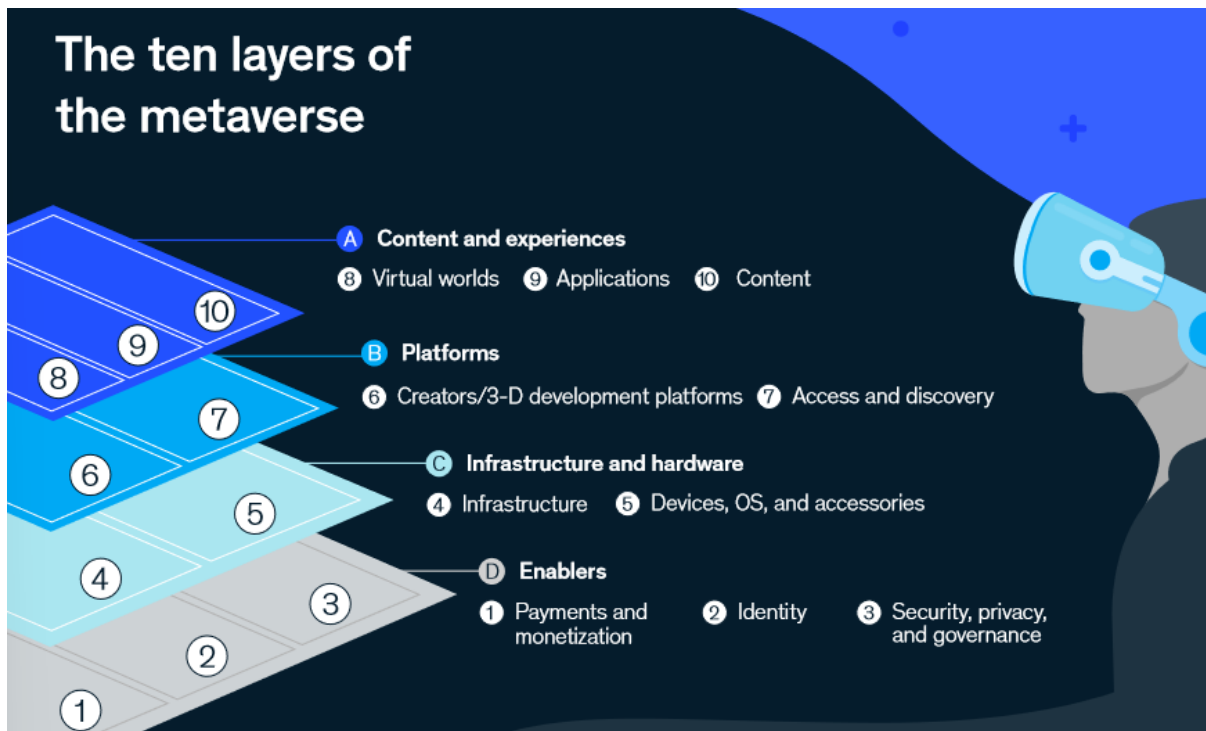 The ten layers of
the metaverse
A Content and experiences
8 Virtual worlds 9 Applications 10 Content
10
9
8
B Platforms
6 Creators/3-D development platforms 7 Access and discovery
7
6
C Infrastructure and hardware
4 Infrastructure 5 Devices, OS, and accessories
5
4
D Enablers
1 Payments and monetization 2 Identity 3 Security, privacy, and governance
3
2
1